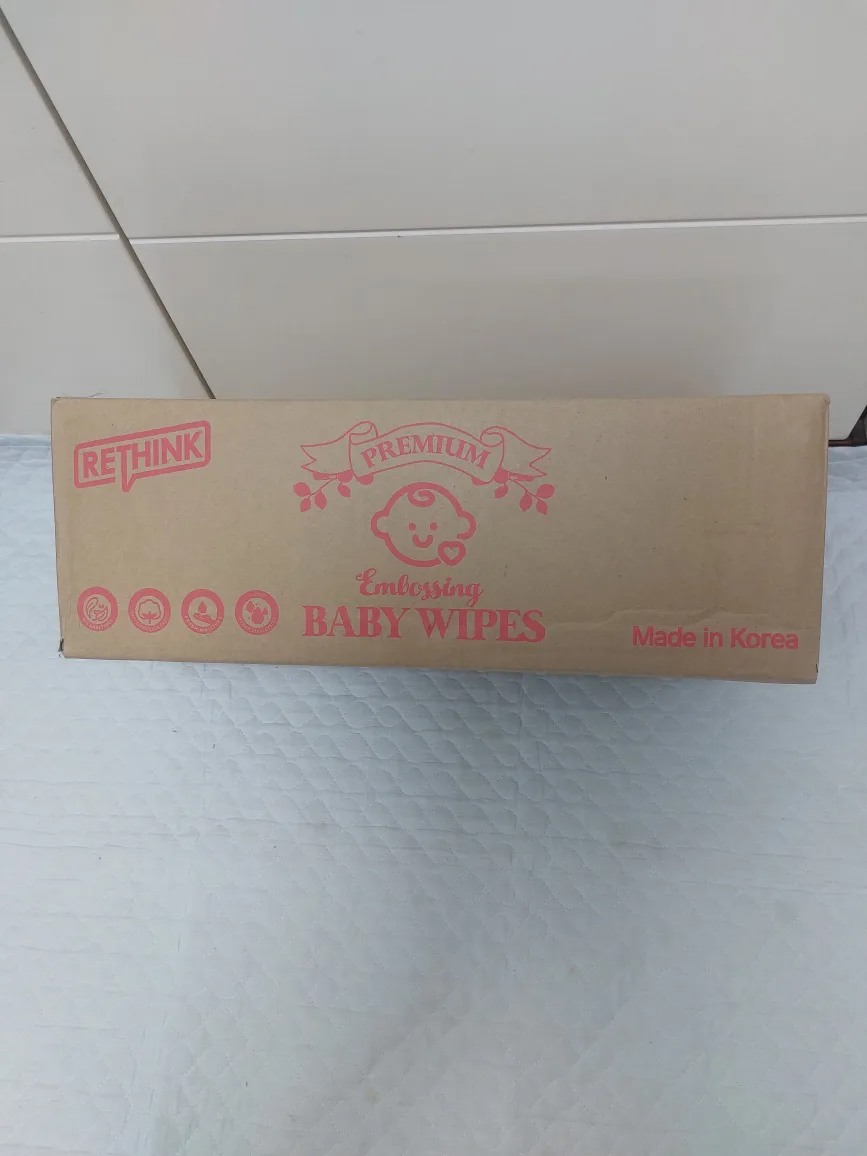 RETHINK
PREMIUM
Embossing
BABY WIPES
Made in Korea